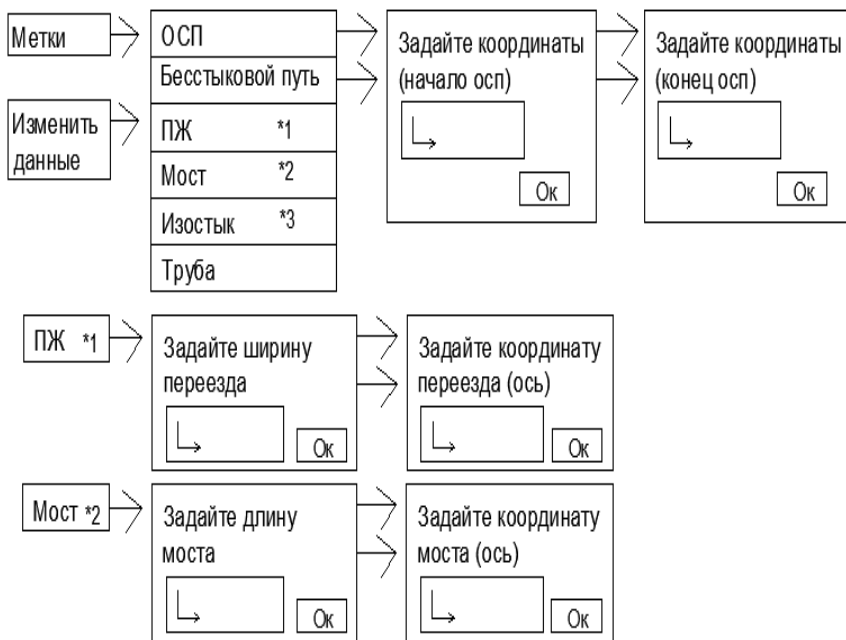 Метки
Изменить
данные
ОСП
Бесстыковой путь
ПЖ *1
Мост *2
Изостык *3
Труба
Задайте координаты
(начало осп)
Ок
Задайте координаты
(конец осп)
Ок
ПЖ *1
Задайте ширину
переезда
Ок
Задайте координату
переезда (ось)
Ок
Мост *2
Задайте длину
моста
Ок
Задайте координату
моста (ось)
Ок